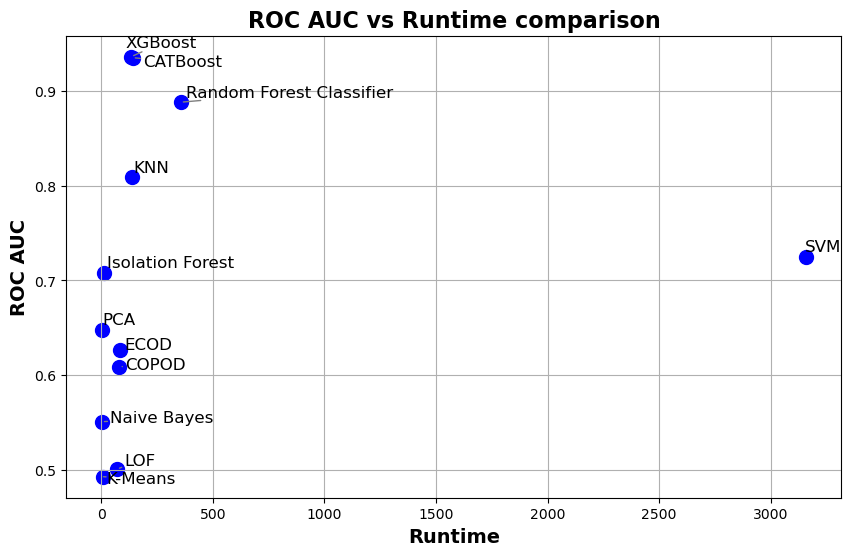 ROC AUC vs Runtime comparison
XGBoost
CATBoost
Random Forest Classifier
KNN
SVM
Isolation Forest
PCA
ECOD
COPOD
Naive Bayes
LOF
K-Means
ROC AUC
0.9
0.8
0.7
0.6
0.5
0
500
1000
1500
2000
2500
3000
Runtime